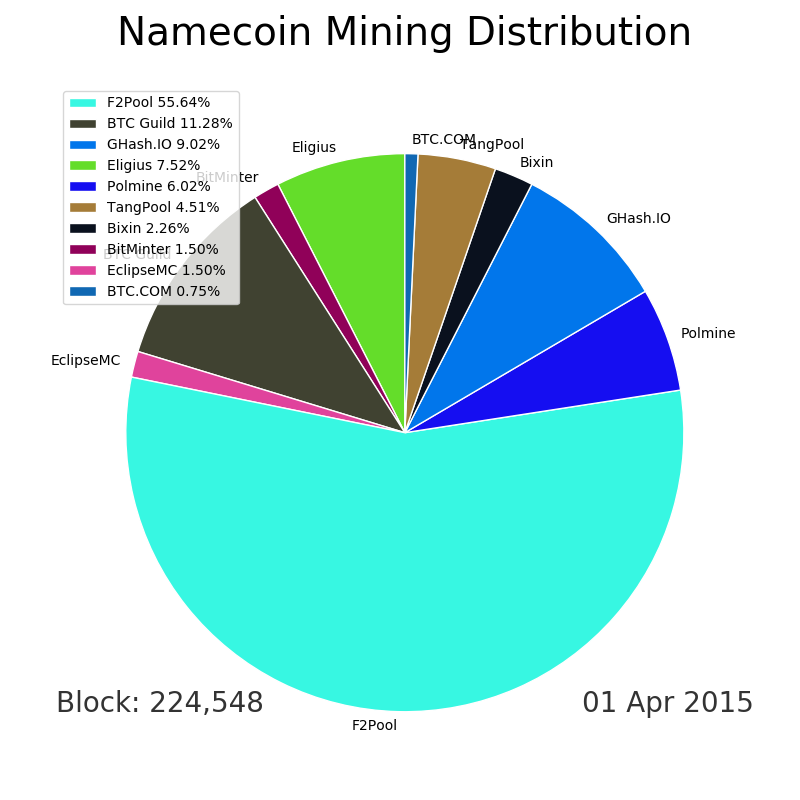 Namecoin Mining Distribution
F2Pool 55.64%
BTC Guild 11.28%
GHash.IO 9.02%
Eligius 7.52%
Polmine 6.02%
TangPool 4.51%
Bixin 2.26%
BitMinter 1.50%
EclipseMC 1.50%
BTC.COM 0.75%
BTC.COM
TangPool
Eligius
Bixin
BitMinter
GHash.IO
BTC Guild
Polmine
EclipseMC
Block: 224,548
01 Apr 2015
F2Pool